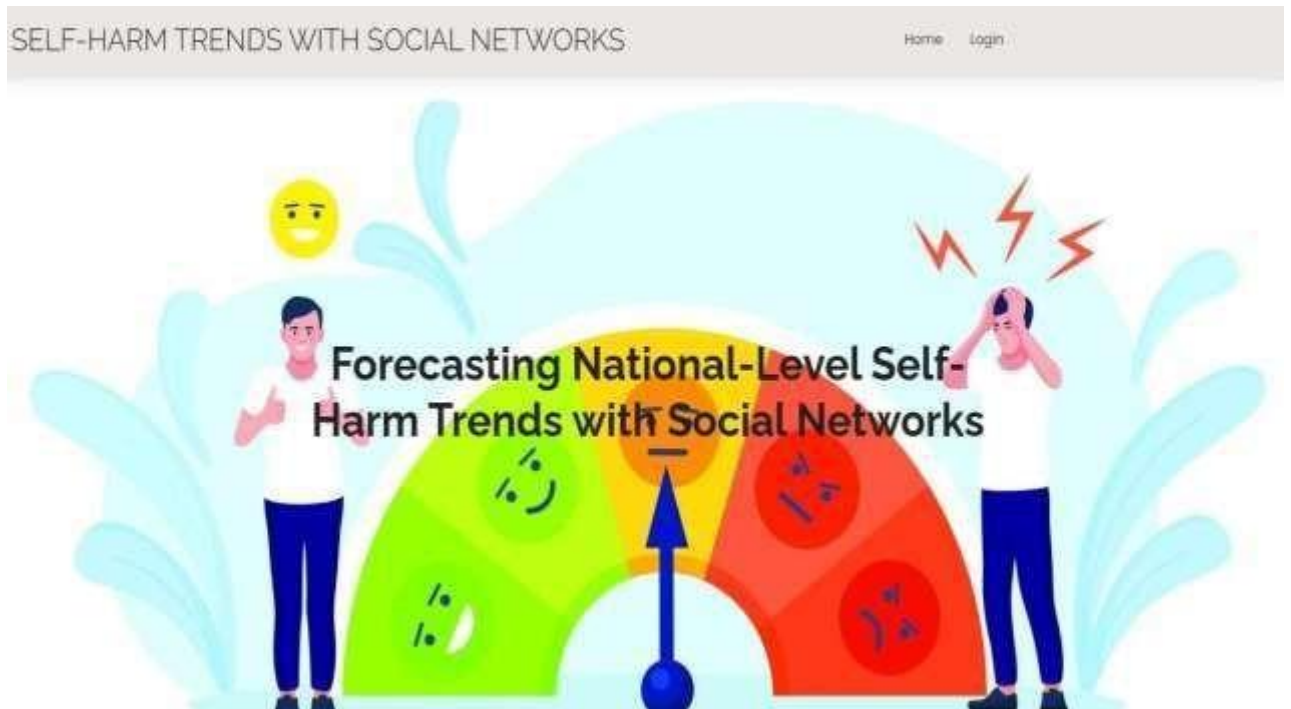 SELF-HARM TRENDS WITH SOCIAL NETWORKS
Home Login
Forecasting National-Level Self-
Harm Trends with Social Networks